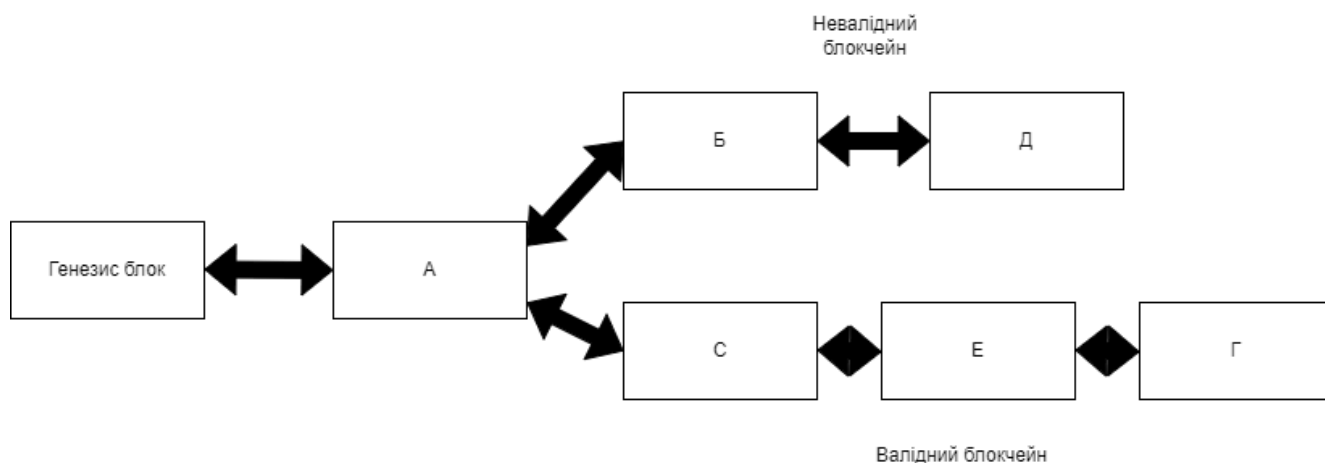 Невалідний
блокчейн
Б
Д
Генезис блок
А
С
Е
Г
Валідний блокчейн